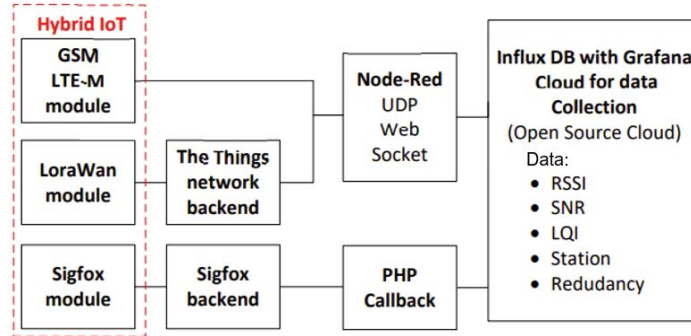 Hybrid IoT
GSM
LTE-M
module
LoraWan
module
Sigfox
module
The Things
network
backend
Sigfox
backend
Node-Red
UDP
Web
Socket
PHP
Callback
Influx DB with Grafana
Cloud for data
Collection
(Open Source Cloud)
Data:
• RSSI
• SNR
• LQI
• Station
• Redudancy